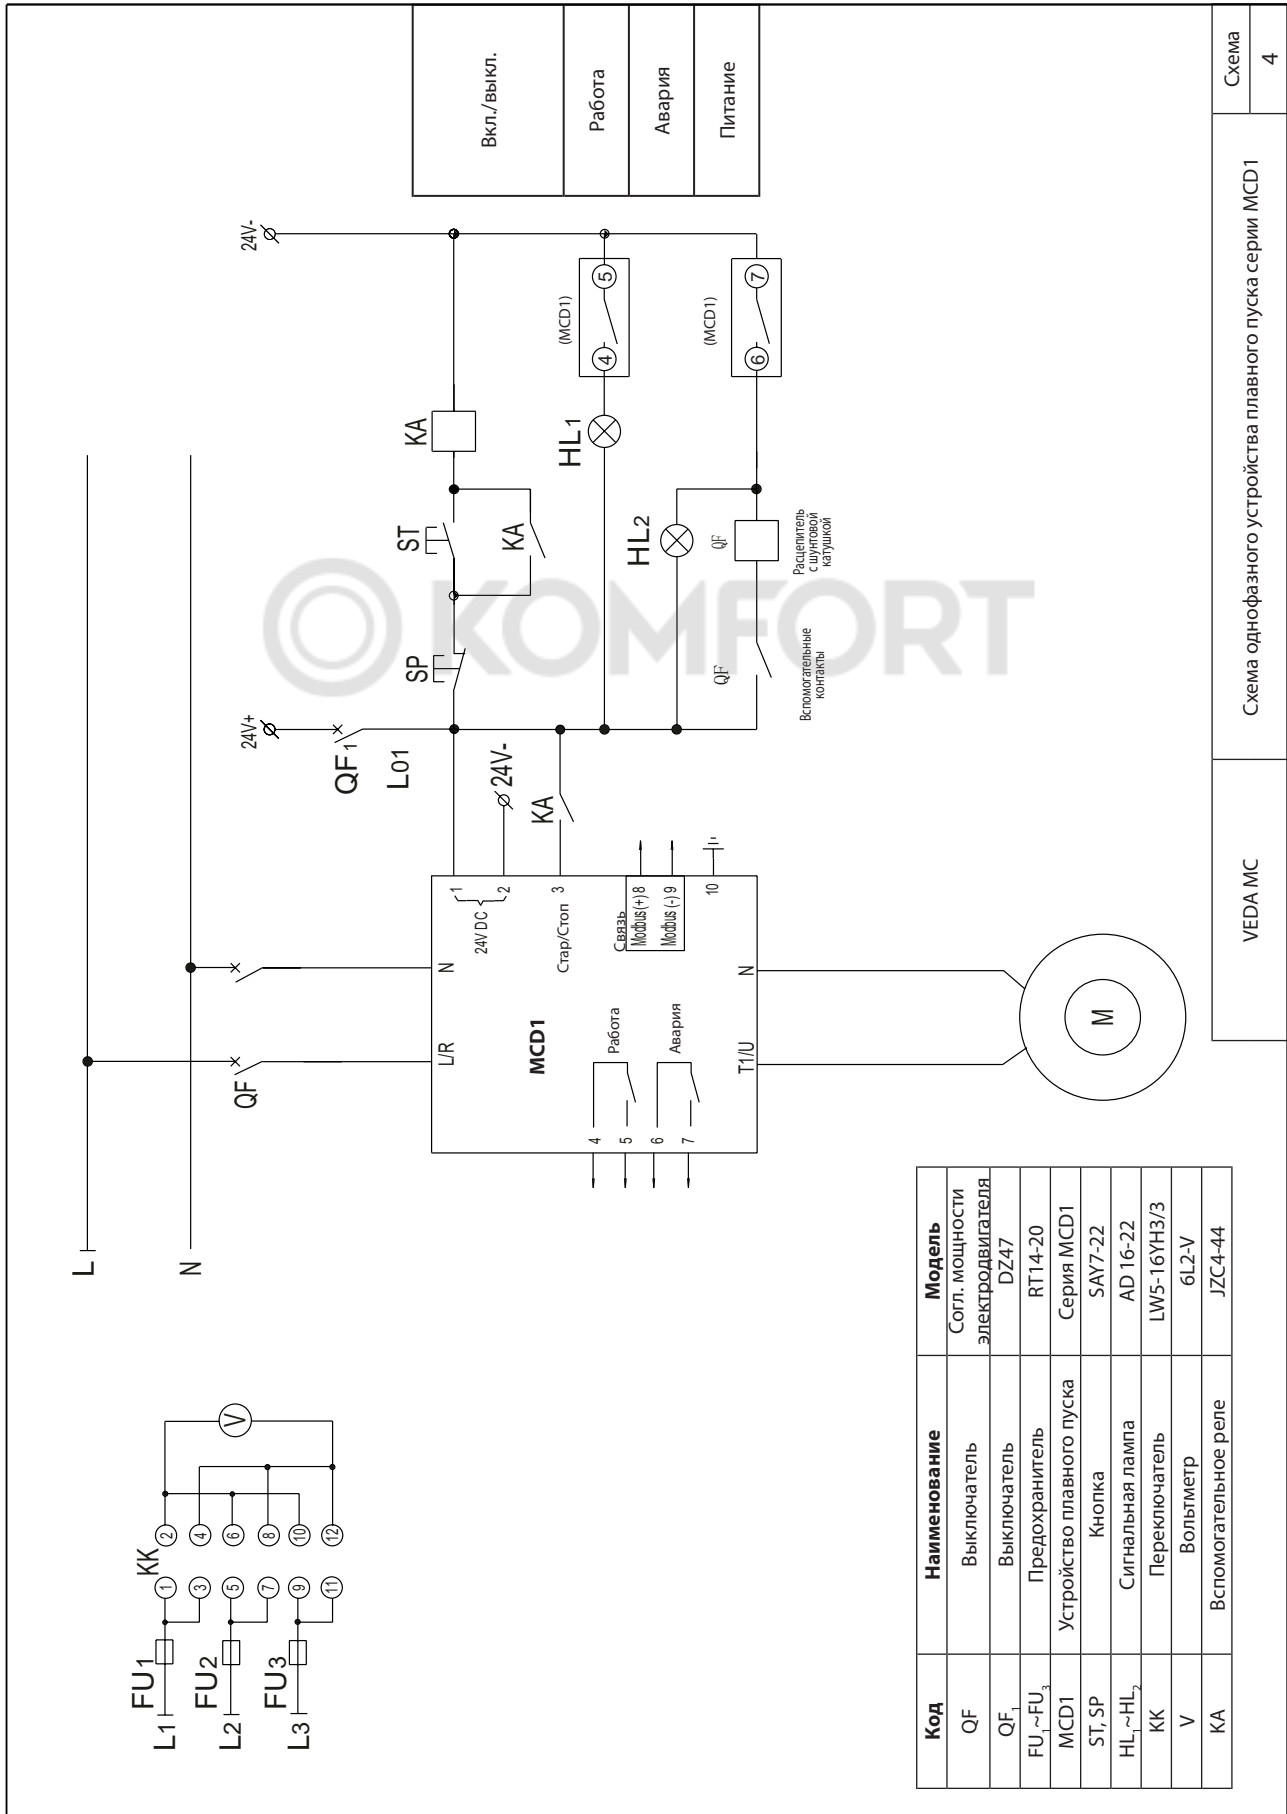 L1
FU1
L2
FU2
L3
FU3
KK
1
2
3
4
5
6
7
8
9
10
11
12
V
L
N
QF
L/R
N
MCD1
4
5
Работа
6
7
Авария
T1/U
N
M
1
24V DC
2
Стар/Стоп
3
Связь
Modbus(+) 8
Modbus (-) 9
10
24V+
QF1
L01
24V-
KA
SP
ST
KA
KA
24V-
HL1
4
5
(MCD1)
HL2
QF
Вспомогательные
контакты
QF
Расцепитель
с шунтовой
катушкой
6
7
(MCD1)
Вкл./выкл.
Работа
Авария
Питание
KOMFORT
Код Наименование Модель
QF Выключатель Согл. мощности
электродвигателя
QF1 Выключатель DZ47
FU1~FU3 Предохранитель RT14-20
MCD1 Устройство плавного пуска Серия MCD1
ST, SP Кнопка SAY7-22
HL1~HL2 Сигнальная лампа AD 16-22
KK Переключатель LW5-16YH3/3
V Вольтметр 6L2-V
KA Вспомогательное реле JZC4-44
VEDA MC
Схема однофазного устройства плавного пуска серии MCD1
Схема
4